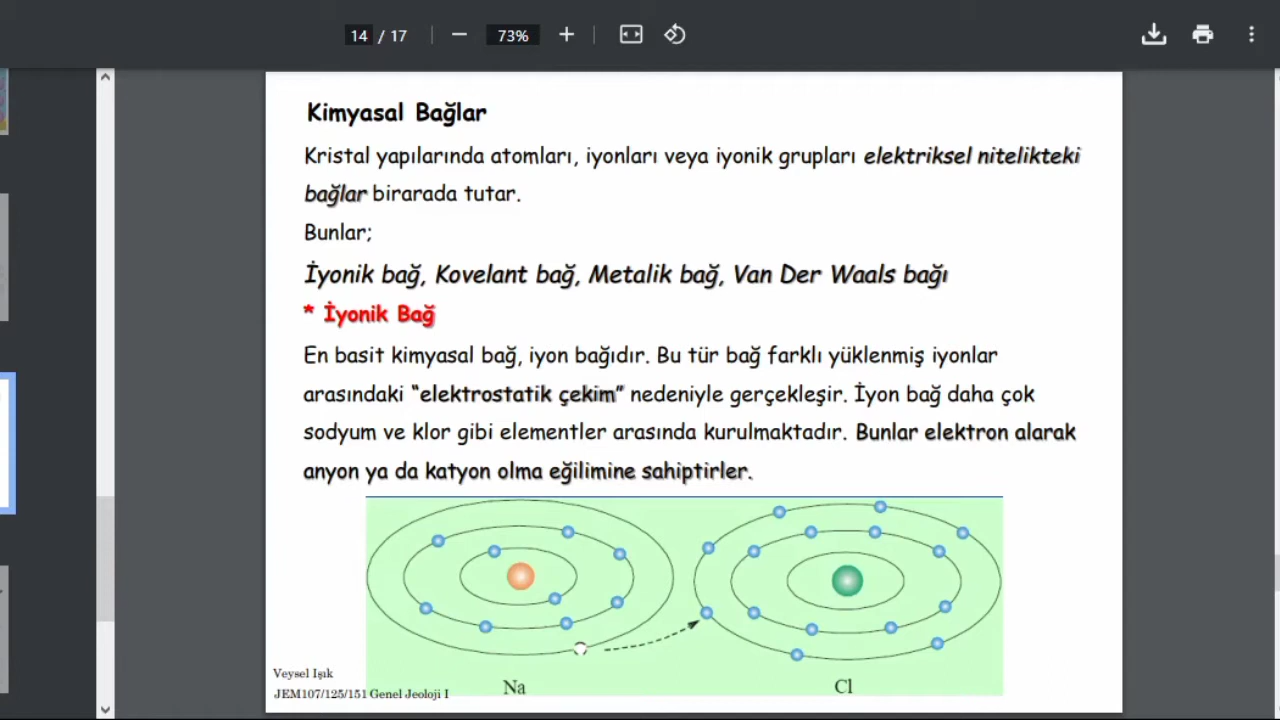 14 / 17
73%
Kimyasal Bağlar
Kristal yapılarında atomları, iyonları veya iyonik grupları elektriksel nitelikteki
bağlar birarada tutar.
Bunlar;
İyonik bağ, Kovelant bağ, Metalik bağ, Van Der Waals bağı
* İyonik Bağ
En basit kimyasal bağ, iyon bağıdır. Bu tür bağ farklı yüklenmiş iyonlar
arasındaki “elektrostatik çekim” nedeniyle gerçekleşir. İyon bağ daha çok
sodyum ve klor gibi elementler arasında kurulmaktadır. Bunlar elektron alarak
anyon ya da katyon olma eğilimine sahiptirler.
Na
Cl
Veysel Işık
JEM107/125/151 Genel Jeoloji I